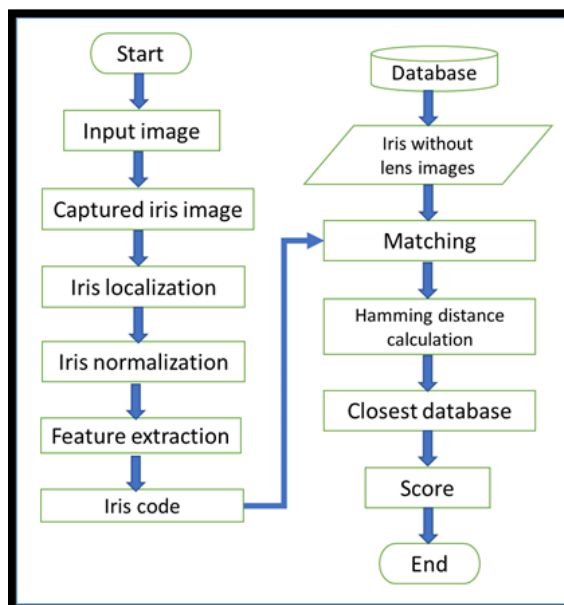 Start
Input image
Captured iris image
Iris localization
Iris normalization
Feature extraction
Iris code
Database
Iris without
lens images
Matching
Hamming distance
calculation
Closest database
Score
End